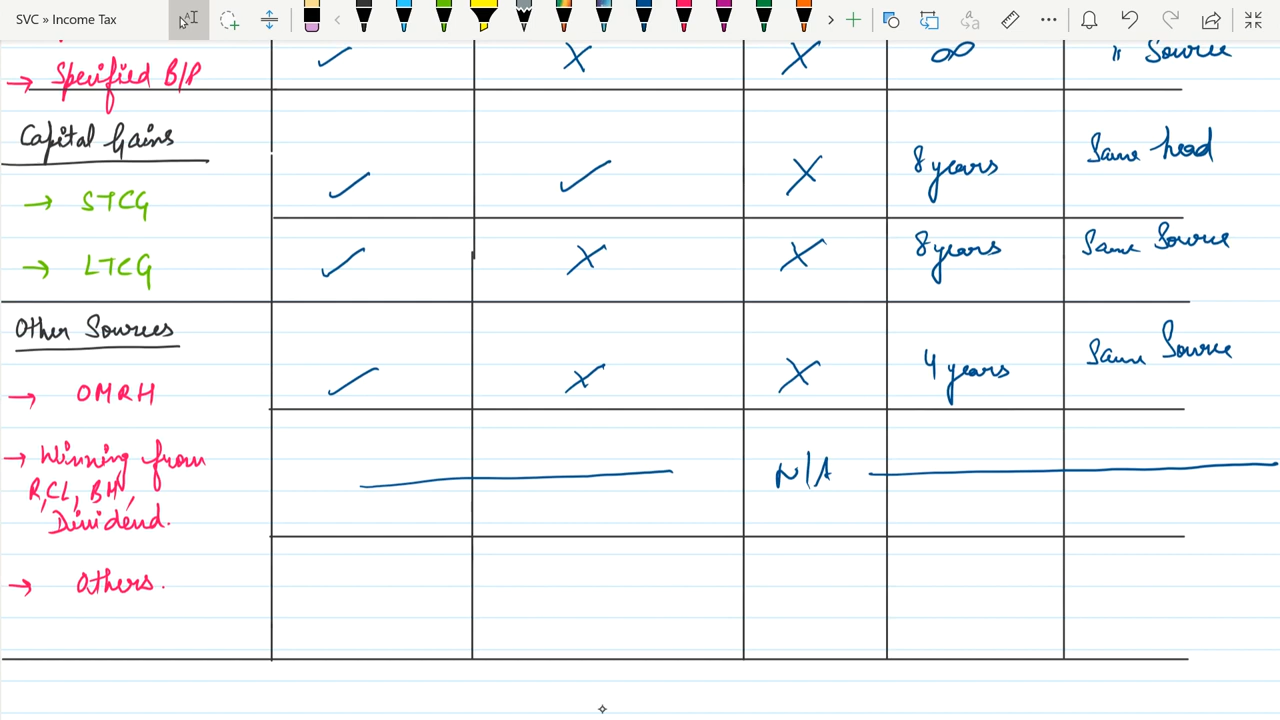 SVC » Income Tax
→ Specified B/P ✓ X X ∞ " Source
Capital Gains
→ STCG ✓ ✓ X 8 years Same head
→ LTCG ✓ X X 8 years Same Source
Other Sources
→ OMRH ✓ X X 4 years Same Source
→ Winning from
R, CL, BH, N/A
Dividend.
→ Others.